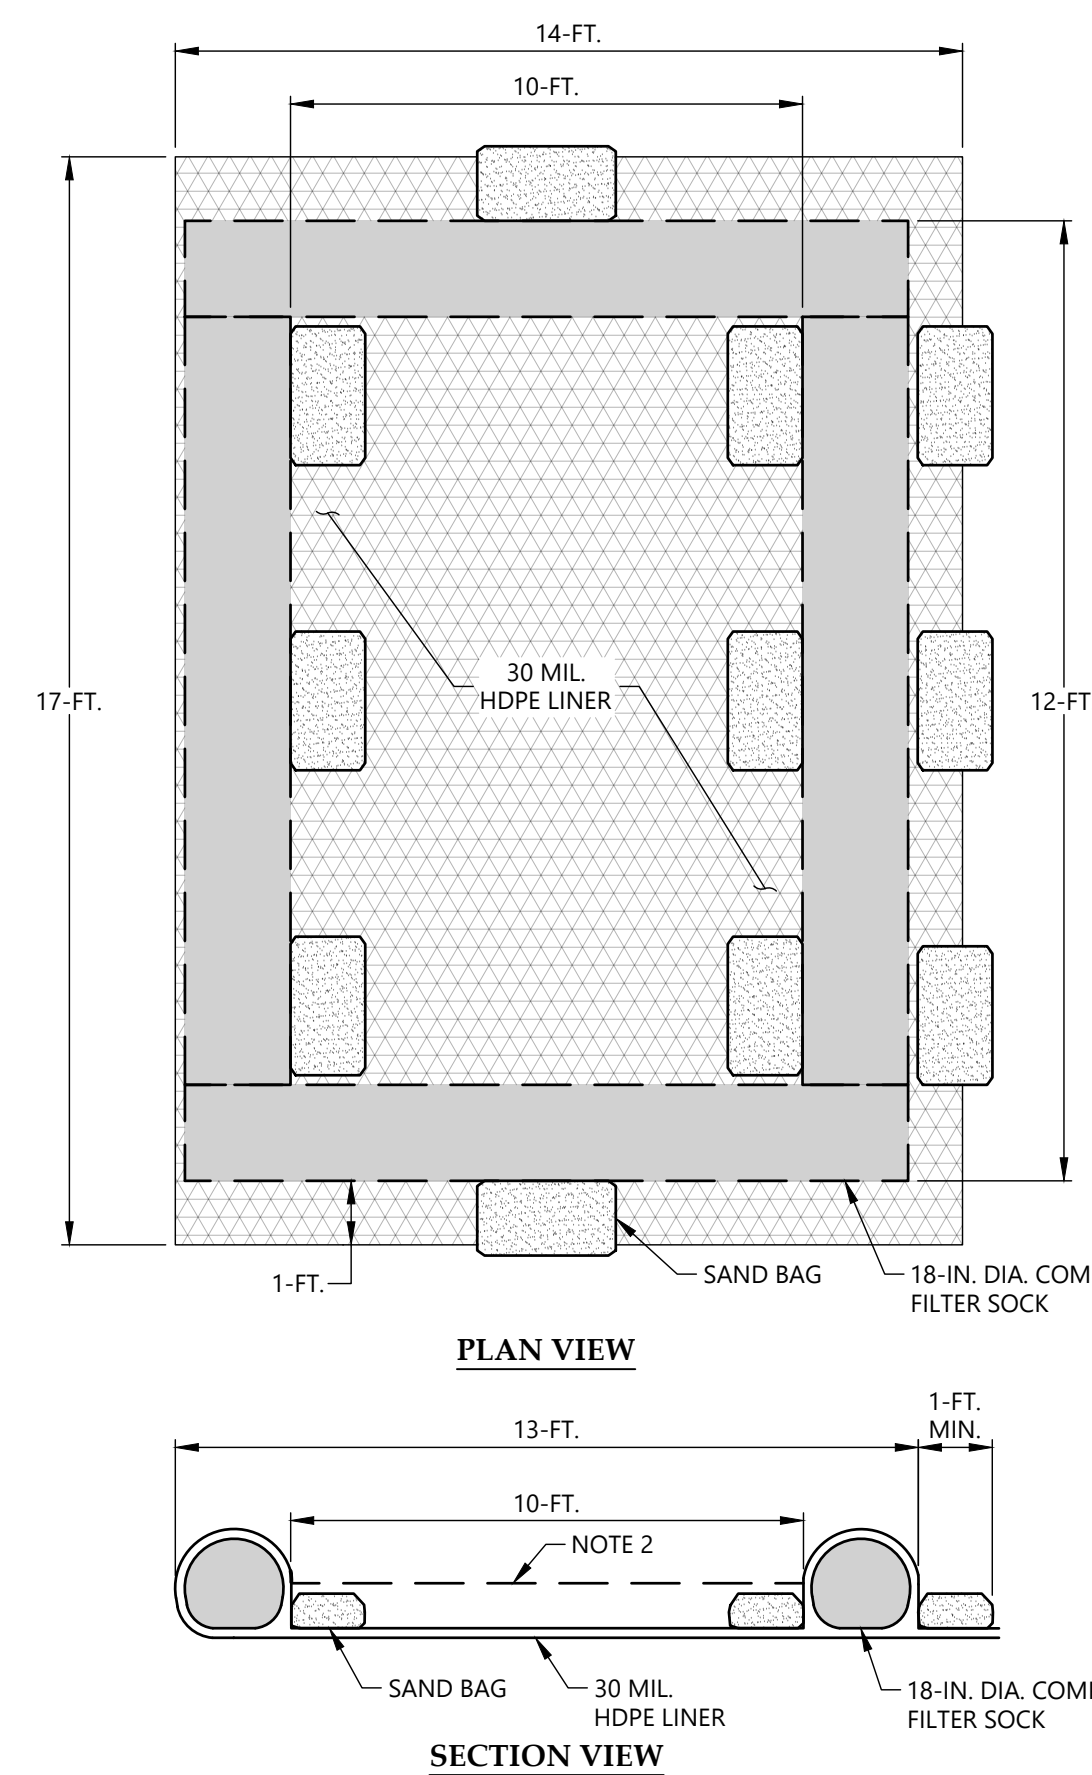 14-FT.
10-FT.
17-FT.
30 MIL.
HDPE LINER
12-FT
1-FT.
SAND BAG
18-IN. DIA.
FILTER SOCK
PLAN VIEW
13-FT.
1-FT.
MIN.
10-FT.
NOTE 2
SAND BAG
30 MIL.
HDPE LINER
18-IN. DIA.
FILTER SOCK
SECTION VIEW